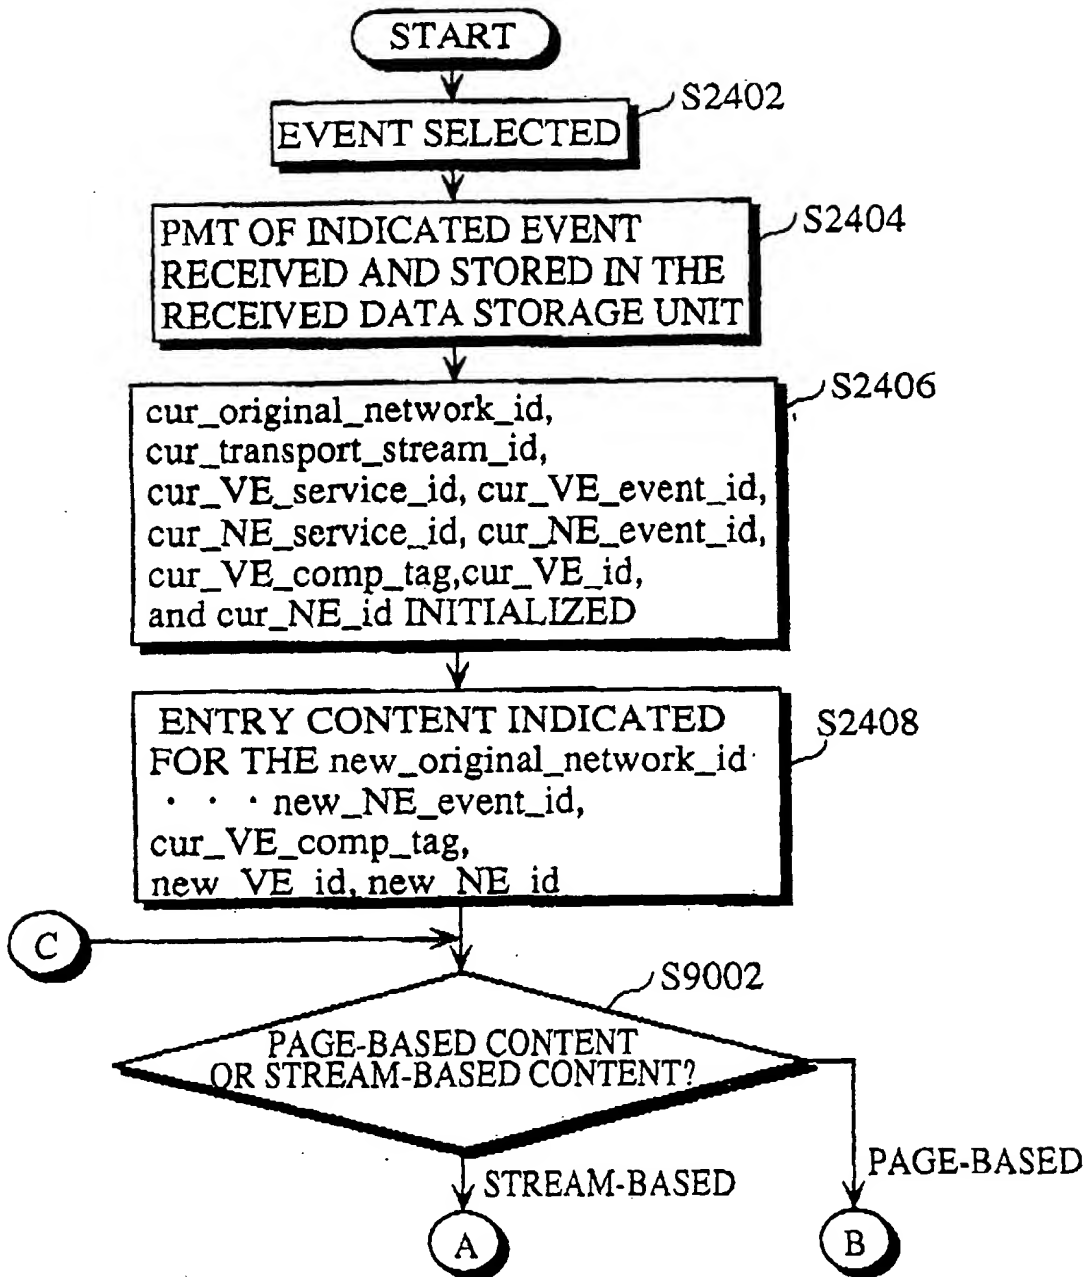 START
S2402
EVENT SELECTED
S2404
PMT OF INDICATED EVENT
RECEIVED AND STORED IN THE
RECEIVED DATA STORAGE UNIT
S2406
cur_original_network_id,
cur_transport_stream_id,
cur_VE_service_id, cur_VE_event_id,
cur_NE_service_id, cur_NE_event_id,
cur_VE_comp_tag,cur_VE_id,
and cur_NE_id INITIALIZED
S2408
ENTRY CONTENT INDICATED
FOR THE new_original_network_id
· · · new_NE_event_id,
cur_VE_comp_tag,
new_VE_id, new_NE_id
C
S9002
PAGE-BASED CONTENT
OR STREAM-BASED CONTENT?
PAGE-BASED
STREAM-BASED
A
B